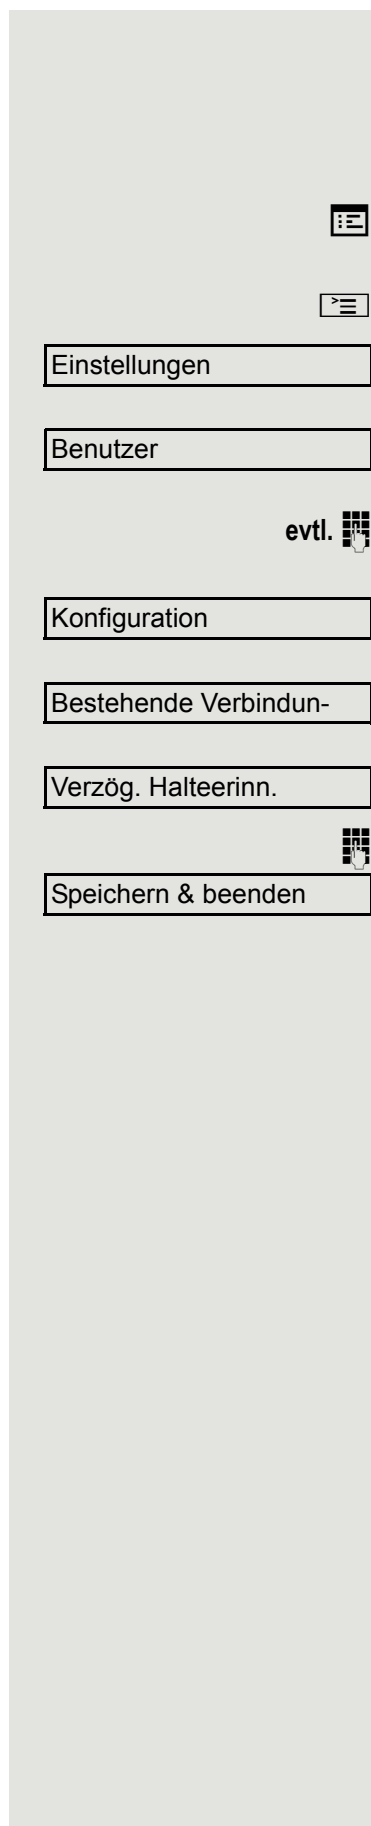 Einstellungen
Benutzer
evtl.
Konfiguration
Bestehende Verbindun-
Verzög. Halteerinn.
Speichern & beenden